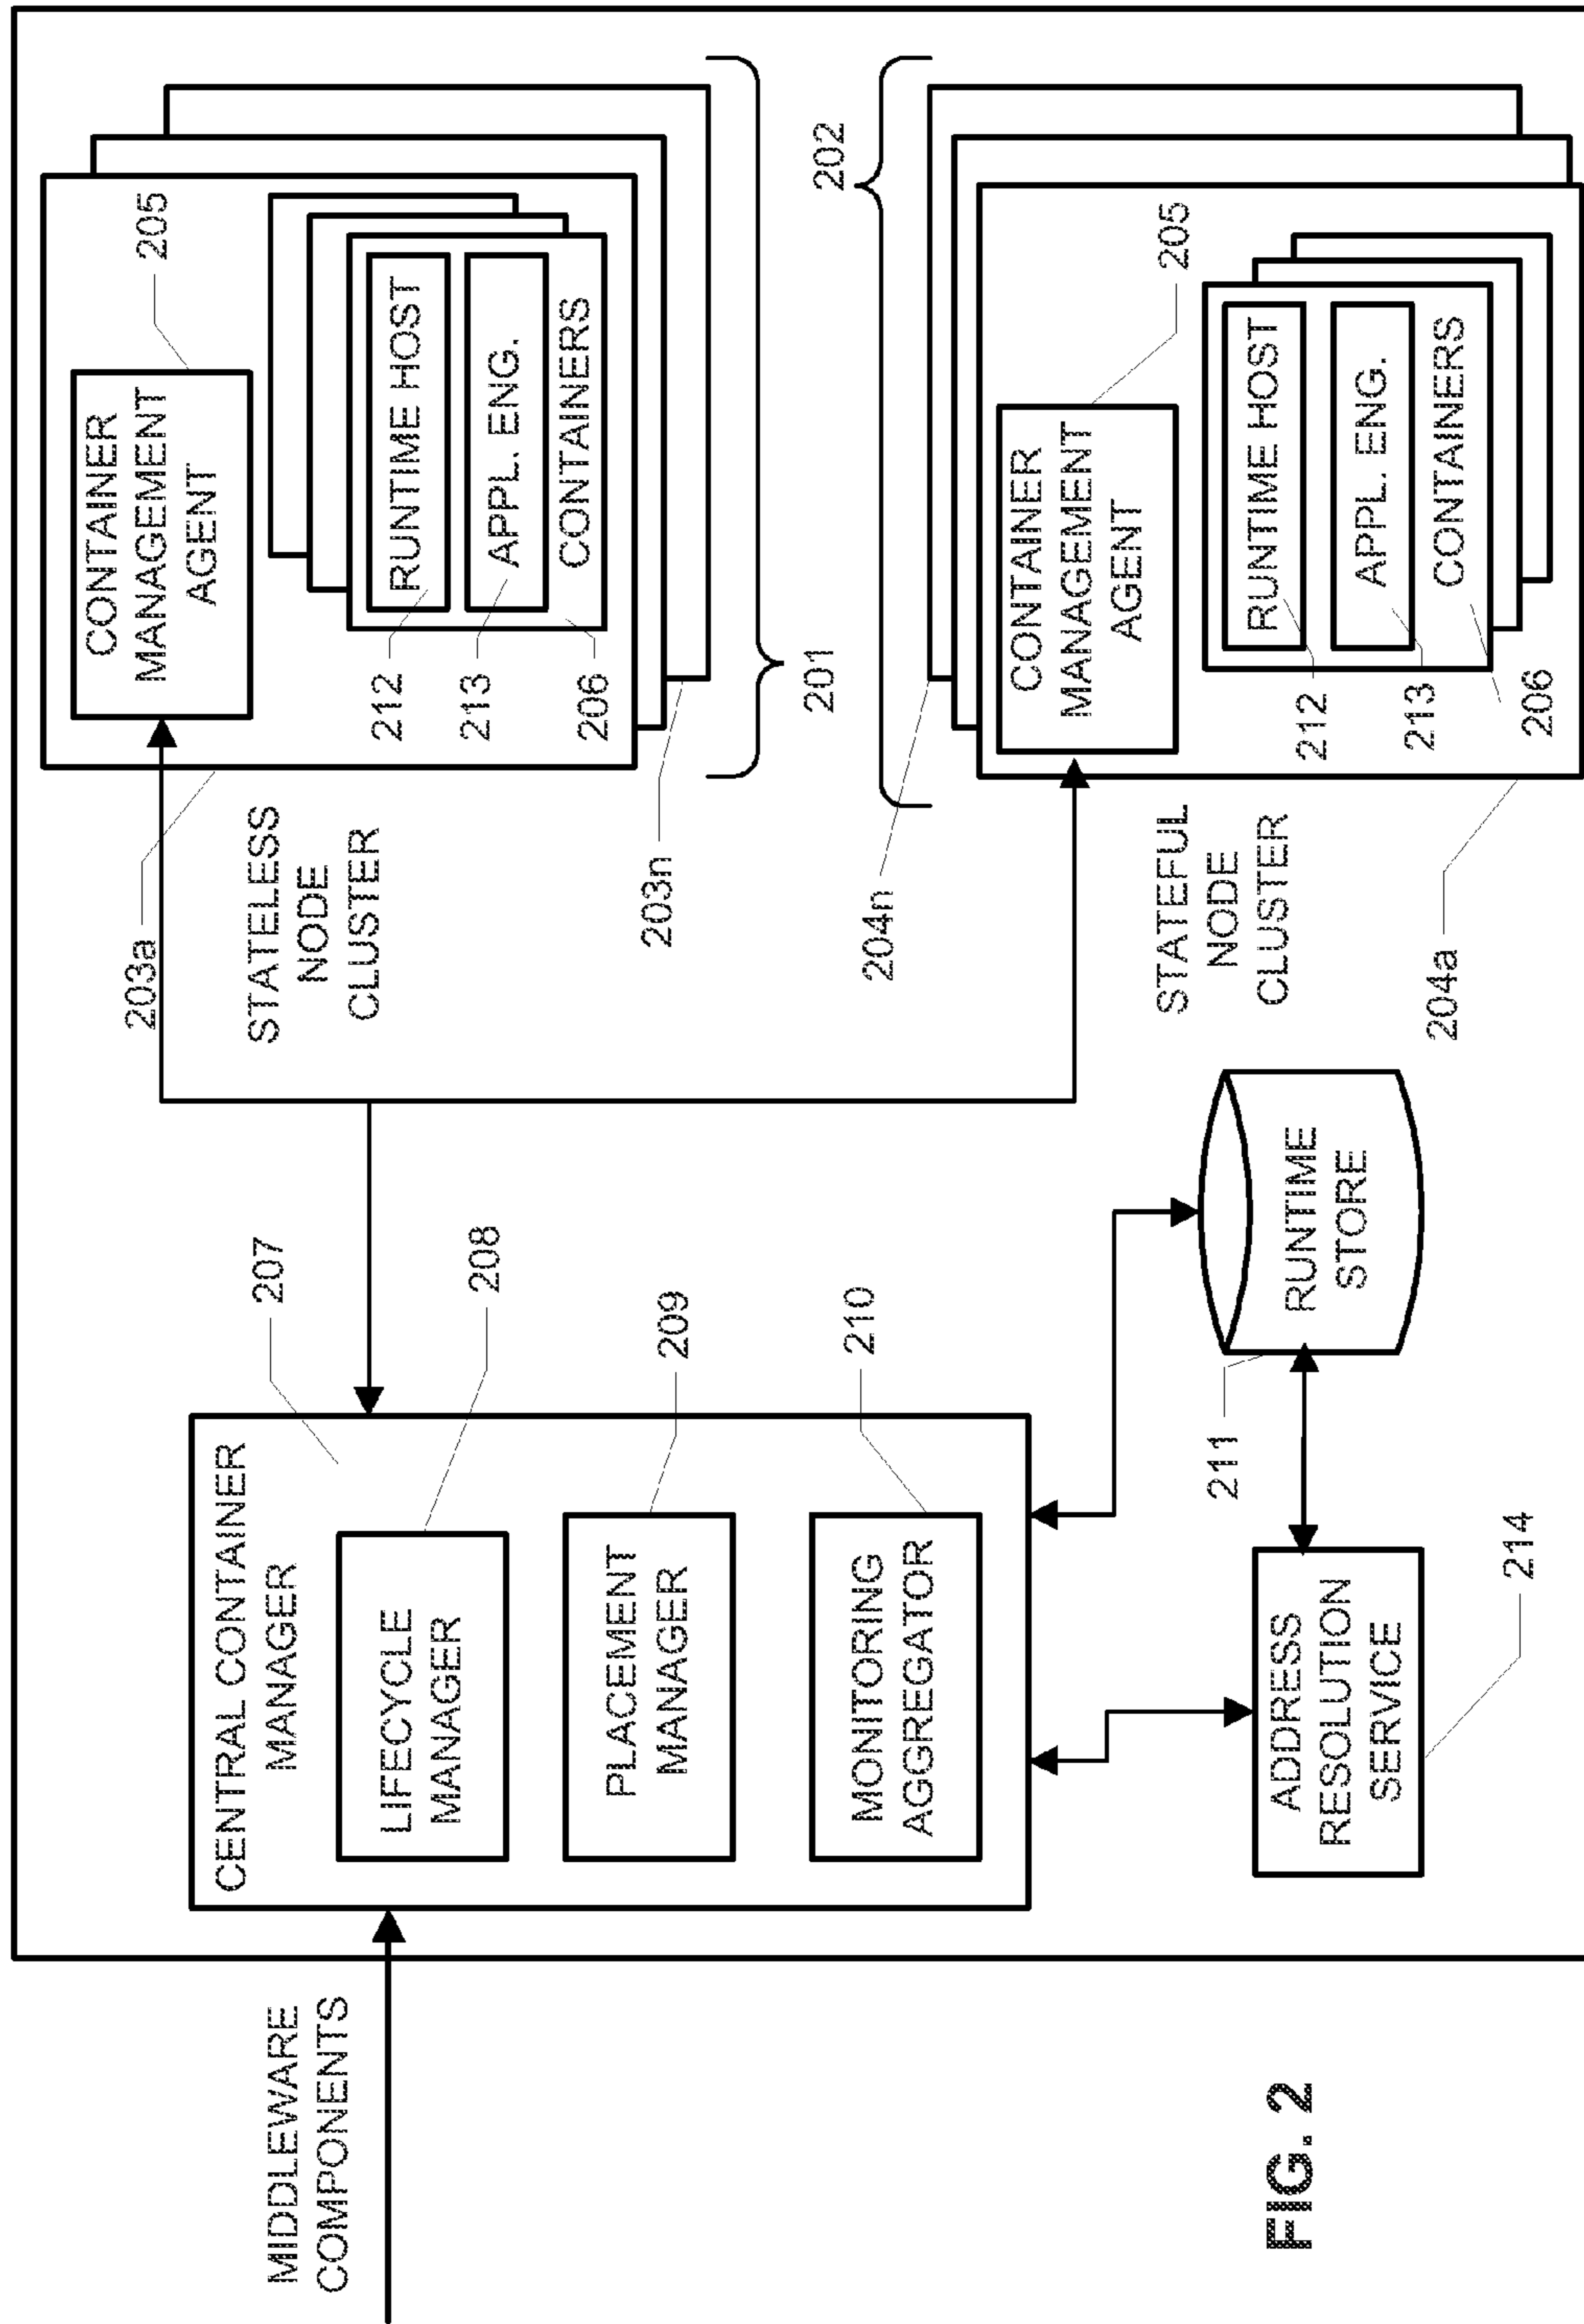 MIDDLEWARE
COMPONENTS
CENTRAL CONTAINER
MANAGER
207
LIFECYCLE
MANAGER
208
PLACEMENT
MANAGER
209
MONITORING
AGGREGATOR
210
ADDRESS
RESOLUTION
SERVICE
214
RUNTIME
STORE
211
203a
STATELESS
NODE
CLUSTER
203n
CONTAINER
MANAGEMENT
AGENT
205
RUNTIME HOST
APPL. ENG.
CONTAINERS
212
213
206
201
202
204n
STATEFUL
NODE
CLUSTER
204a
CONTAINER
MANAGEMENT
AGENT
205
RUNTIME HOST
APPL. ENG.
CONTAINERS
212
213
206
FIG. 2